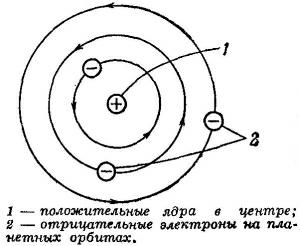 1
2
1 — положительные ядра в центре;
2 — отрицательные электроны на пла-
нетных орбитах.